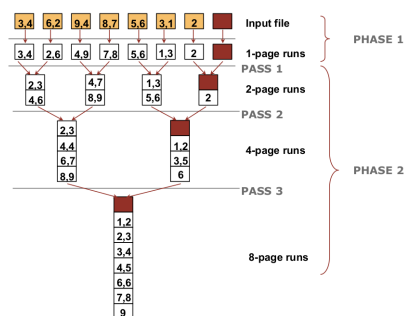 3,4 6,2 9,4 8,7 5,6 3,1 2 Input file
PHASE 1
3,4 2,6 4,9 7,8 5,6 1,3 2 1-page runs
PASS 1
2,3 4,7 1,3 2-page runs
4,6 8,9 5,6 2
PASS 2
2,3
4,4 1,2 4-page runs
6,7 3,5
8,9 6
PHASE 2
PASS 3
1,2
2,3
3,4
4,5 8-page runs
6,6
7,8
9